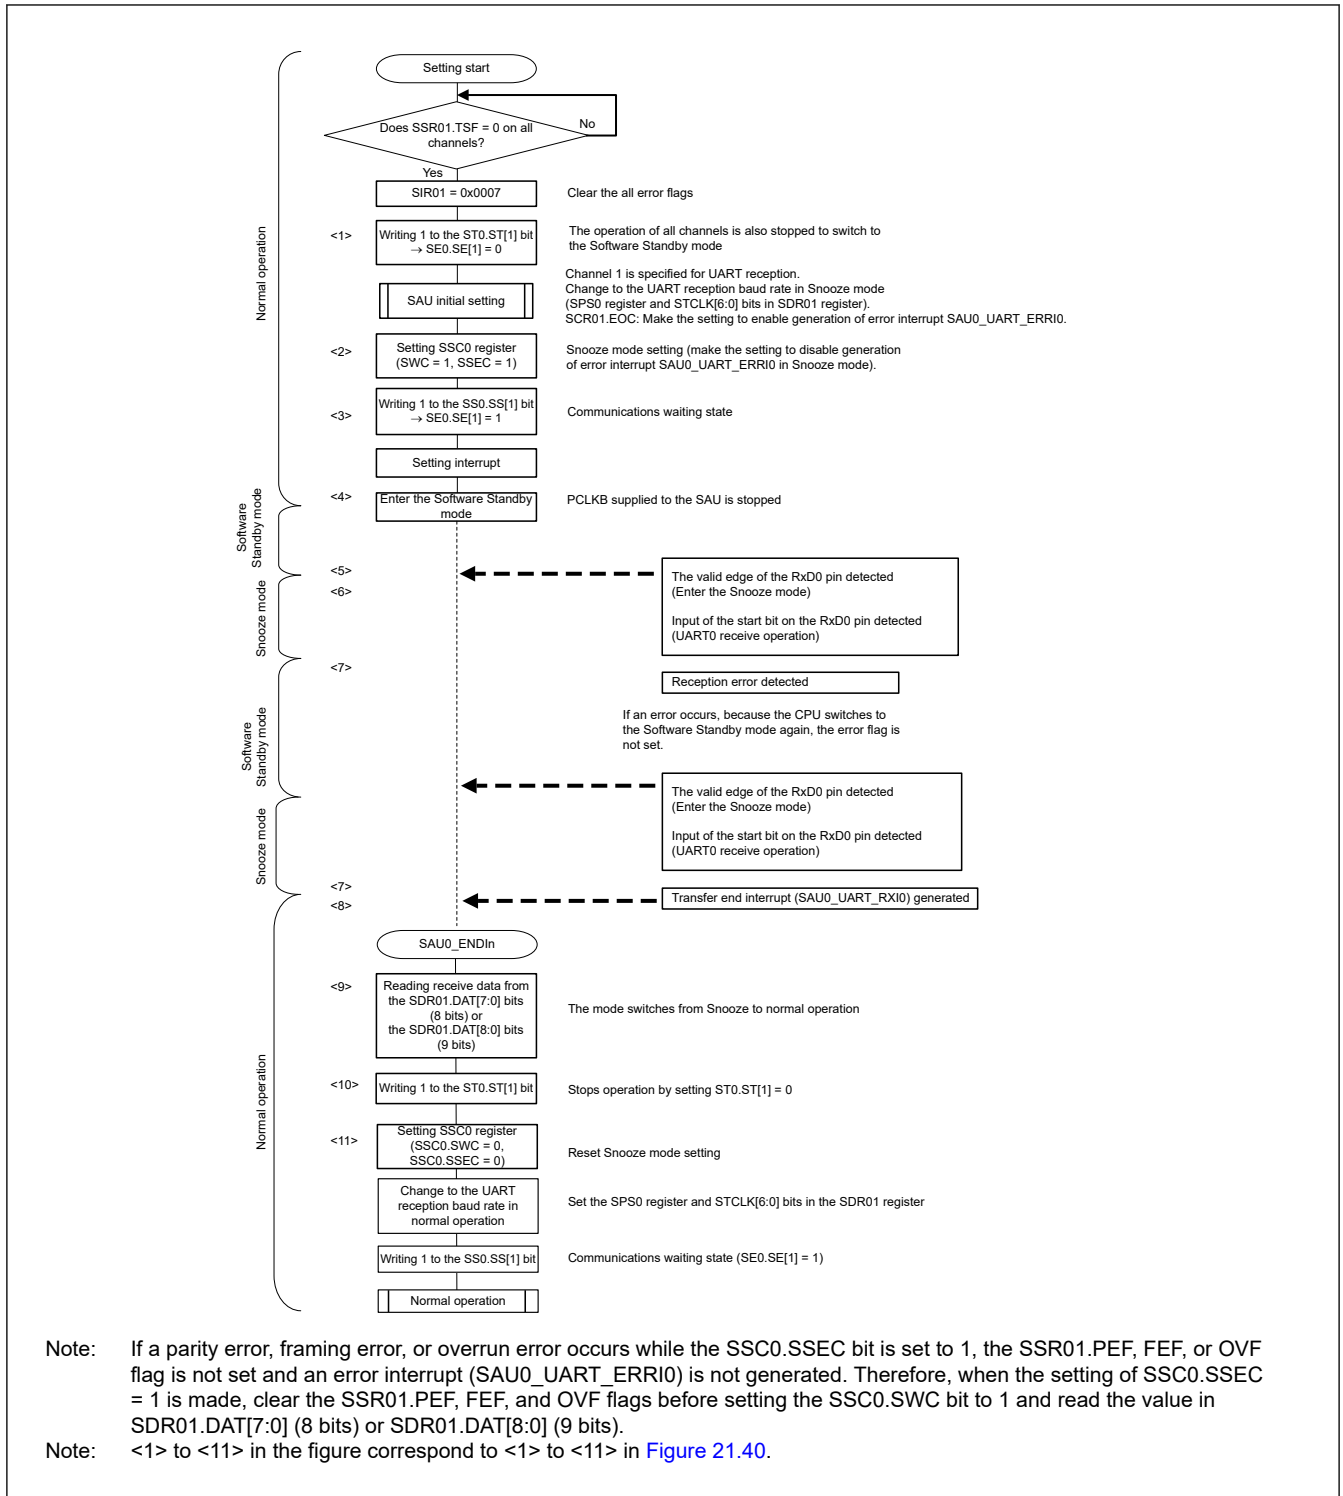 Setting start
Does SSR01.TSF = 0 on all
channels?
No
Yes
SIR01 = 0x0007
Clear the all error flags
<1>
Writing 1 to the ST0.ST[1] bit
→ SE0.SE[1] = 0
The operation of all channels is also stopped to switch to
the Software Standby mode
SAU initial setting
Channel 1 is specified for UART reception.
Change to the UART reception baud rate in Snooze mode
(SPS0 register and STCLK[6:0] bits in SDR01 register).
SCR01.EOC: Make the setting to enable generation of error interrupt SAU0_UART_ERRI0.
Normal operation
<2>
Setting SSC0 register
(SWC = 1, SSEC = 1)
Snooze mode setting (make the setting to disable generation
of error interrupt SAU0_UART_ERRI0 in Snooze mode).
<3>
Writing 1 to the SS0.SS[1] bit
→ SE0.SE[1] = 1
Communications waiting state
Setting interrupt
<4>
Enter the Software Standby
mode
PCLKB supplied to the SAU is stopped
Software
Standby mode
<5>
<6>
The valid edge of the RxD0 pin detected
(Enter the Snooze mode)
Input of the start bit on the RxD0 pin detected
(UART0 receive operation)
Snooze mode
<7>
Reception error detected
If an error occurs, because the CPU switches to
the Software Standby mode again, the error flag is
not set.
Software
Standby mode
The valid edge of the RxD0 pin detected
(Enter the Snooze mode)
Input of the start bit on the RxD0 pin detected
(UART0 receive operation)
Snooze mode
<7>
<8>
Transfer end interrupt (SAU0_UART_RXI0) generated
SAU0_ENDIn
<9>
Reading receive data from
the SDR01.DAT[7:0] bits
(8 bits) or
the SDR01.DAT[8:0] bits
(9 bits)
The mode switches from Snooze to normal operation
<10>
Writing 1 to the ST0.ST[1] bit
Stops operation by setting ST0.ST[1] = 0
Normal operation
<11>
Setting SSC0 register
(SSC0.SWC = 0,
SSC0.SSEC = 0)
Reset Snooze mode setting
Change to the UART
reception baud rate in
normal operation
Set the SPS0 register and STCLK[6:0] bits in the SDR01 register
Writing 1 to the SS0.SS[1] bit
Communications waiting state (SE0.SE[1] = 1)
Normal operation
Note: If a parity error, framing error, or overrun error occurs while the SSC0.SSEC bit is set to 1, the SSR01.PEF, FEF, or OVF
flag is not set and an error interrupt (SAU0_UART_ERRI0) is not generated. Therefore, when the setting of SSC0.SSEC
= 1 is made, clear the SSR01.PEF, FEF, and OVF flags before setting the SSC0.SWC bit to 1 and read the value in
SDR01.DAT[7:0] (8 bits) or SDR01.DAT[8:0] (9 bits).
Note: <1> to <11> in the figure correspond to <1> to <11> in Figure 21.40.